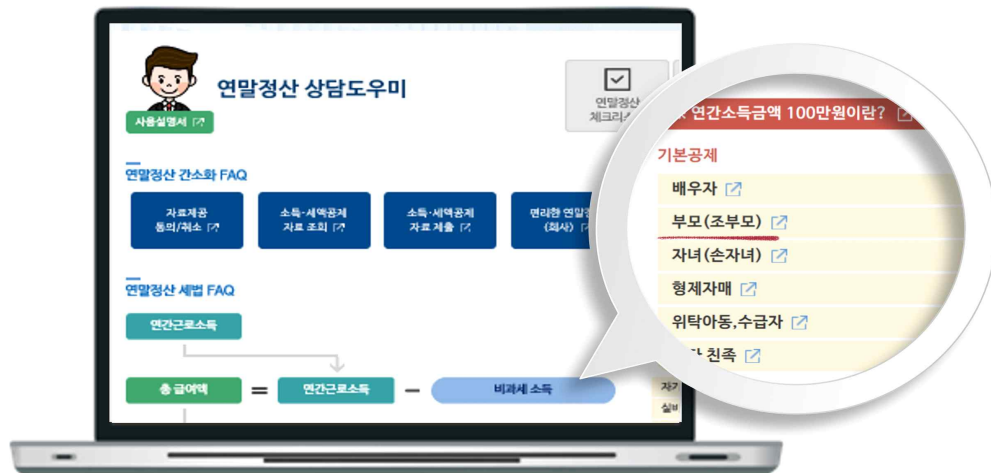 연말정산 상담도우미
사용설명서
연말정산
연말정산 간소화 FAQ
자료제공
동의/취소
소득·세액공제
자료 조회
소득·세액공제
자료 제출
편리한
(회사)
연말정산 세법 FAQ
연간근로소득
총 급여액 = 연간근로소득 - 비과세 소득
연간소득금액 100만원이란?
기본공제
배우자
부모(조부모)
자녀(손자녀)
형제자매
위탁아동,수급자
친족